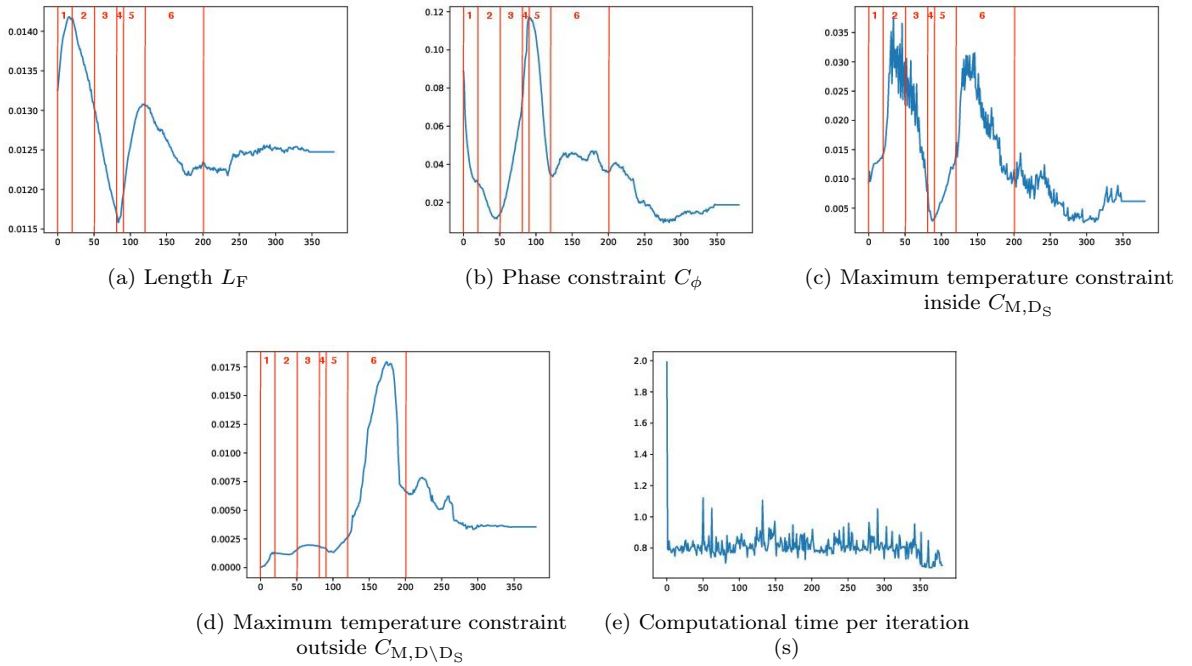 1 2 3 4 5 6
0.0140
0.0135
0.0130
0.0125
0.0120
0.0115
0 50 100 150 200 250 300 350
(a) Length L_F
1 2 3 4 5 6
0.12
0.10
0.08
0.06
0.04
0.02
0 50 100 150 200 250 300 350
(b) Phase constraint C_ϕ
1 2 3 4 5 6
0.035
0.030
0.025
0.020
0.015
0.010
0.005
0 50 100 150 200 250 300 350
(c) Maximum temperature constraint
inside C_{M,D_S}
1 2 3 4 5 6
0.0175
0.0150
0.0125
0.0100
0.0075
0.0050
0.0025
0.0000
0 50 100 150 200 250 300 350
(d) Maximum temperature constraint
outside C_{M,D\D_S}
2.0
1.8
1.6
1.4
1.2
1.0
0.8
0 50 100 150 200 250 300 350
(e) Computational time per iteration
(s)